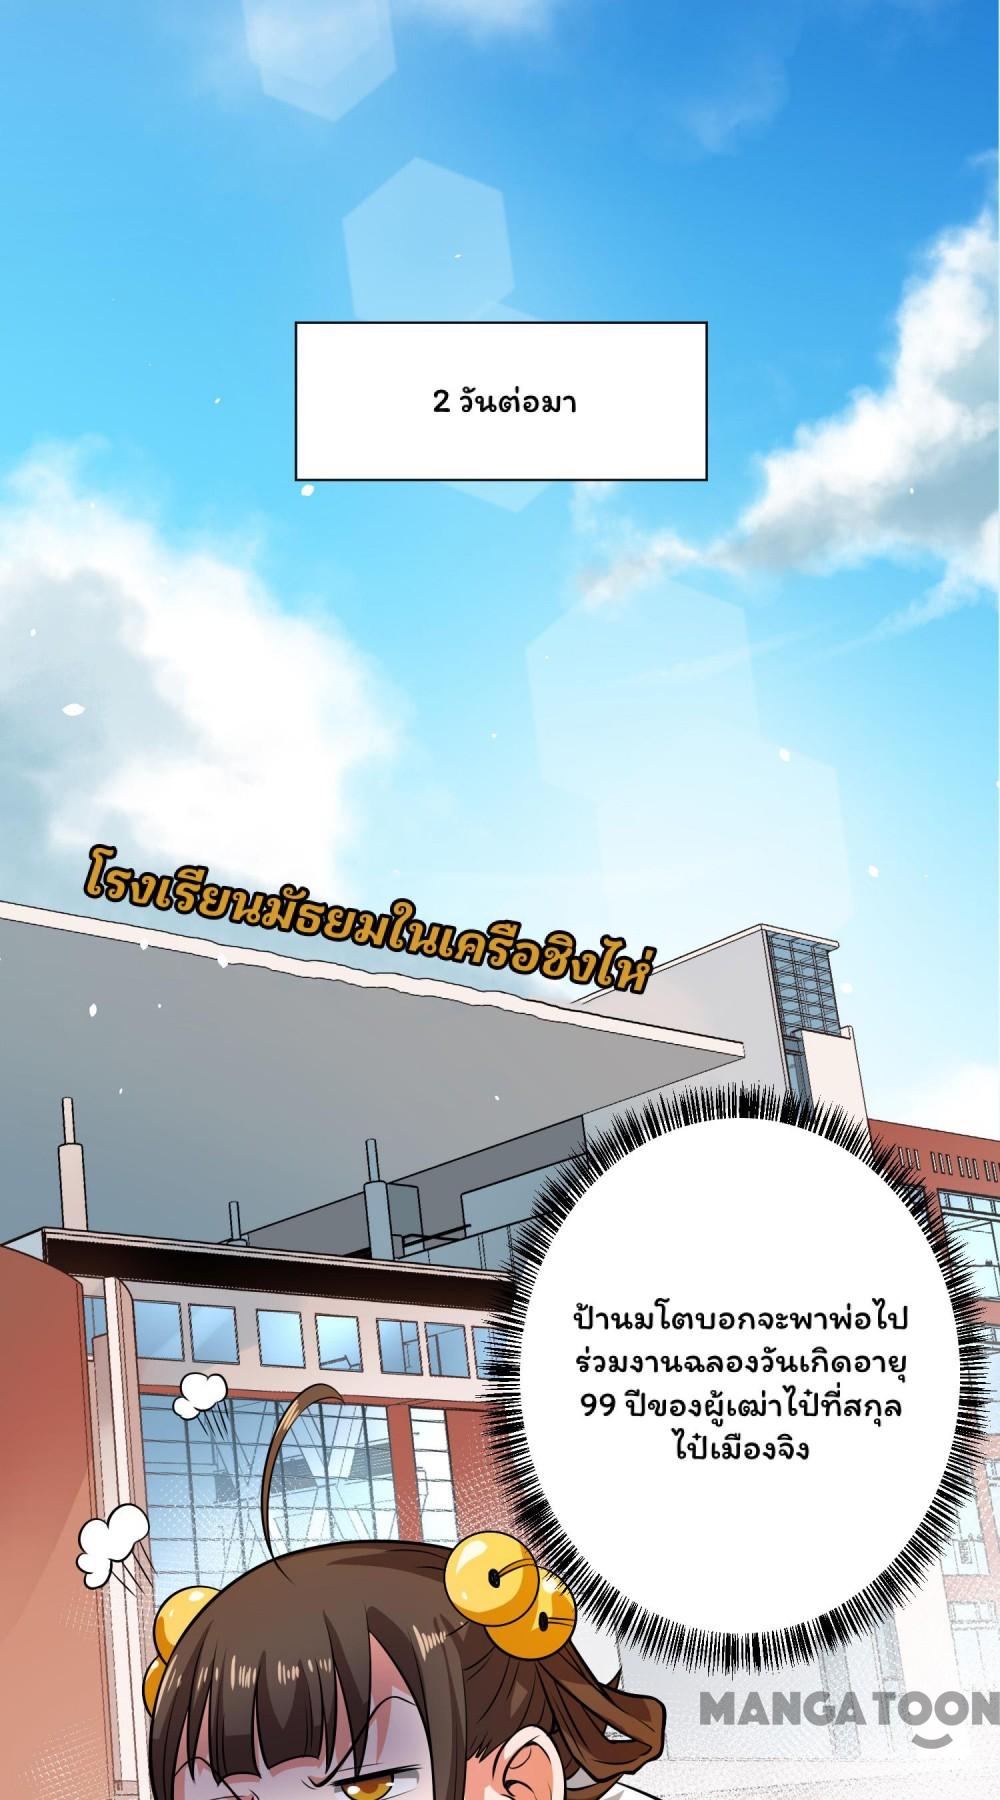 2 วันต่อมา
โรงเรียนมัธยมในเครือชิงไห่
ป้านมโตบอกจะพาพ่อไป
ร่วมงานฉลองวันเกิดอายุ
99 ปีของผู้เฒ่าไป๋ที่สกุล
ไป๋เมืองจิง
MANGATOON